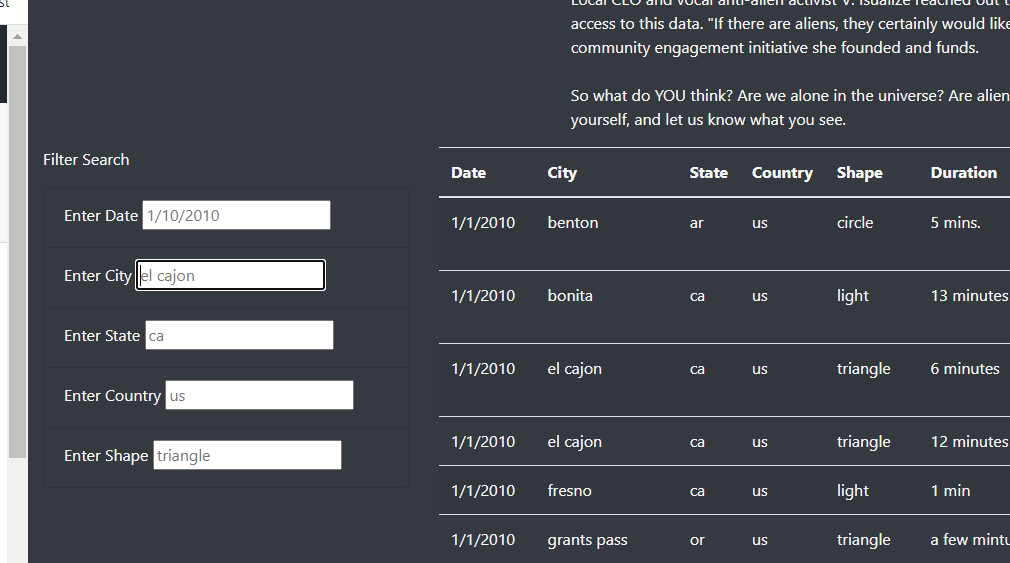 st
Local CEO and vocal anti-alien activist V. Isualize reached out t
access to this data. "If there are aliens, they certainly would like
community engagement initiative she founded and funds.
So what do YOU think? Are we alone in the universe? Are alien
yourself, and let us know what you see.
Filter Search
Enter Date 1/10/2010
Enter City el cajon
Enter State ca
Enter Country us
Enter Shape triangle
Date City State Country Shape Duration
1/1/2010 benton ar us circle 5 mins.
1/1/2010 bonita ca us light 13 minutes
1/1/2010 el cajon ca us triangle 6 minutes
1/1/2010 el cajon ca us triangle 12 minutes
1/1/2010 fresno ca us light 1 min
1/1/2010 grants pass or us triangle a few mintu